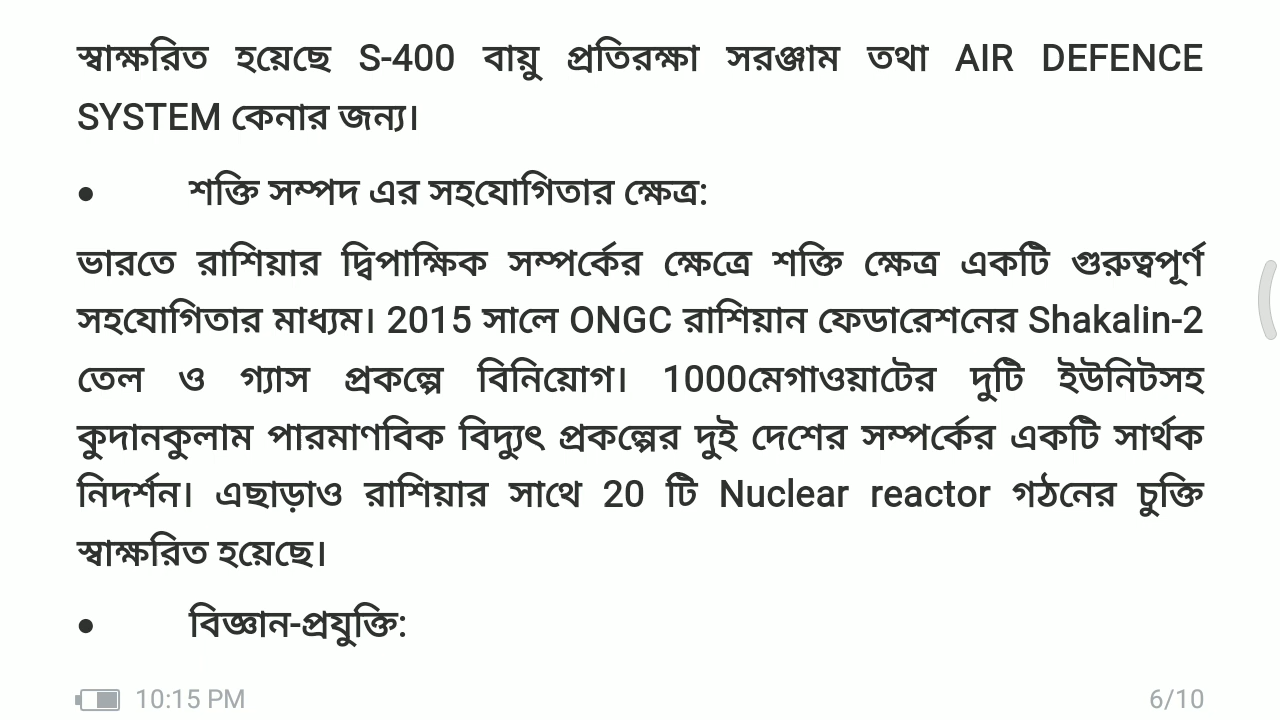 স্বাক্ষরিত হয়েছে S-400 বায়ু প্রতিরক্ষা সরঞ্জাম তথা AIR DEFENCE
SYSTEM কেনার জন্য।
• শক্তি সম্পদ এর সহযোগিতার ক্ষেত্র:
ভারতে রাশিয়ার দ্বিপাক্ষিক সম্পর্কের ক্ষেত্রে শক্তি ক্ষেত্র একটি গুরুত্বপূর্ণ
সহযোগিতার মাধ্যম। 2015 সালে ONGC রাশিয়ান ফেডারেশনের Shakalin-2
তেল ও গ্যাস প্রকল্পে বিনিয়োগ। 1000মেগাওয়াটের দুটি ইউনিটসহ
কুদানকুলাম পারমাণবিক বিদ্যুৎ প্রকল্পের দুই দেশের সম্পর্কের একটি সার্থক
নিদর্শন। এছাড়াও রাশিয়ার সাথে 20 টি Nuclear reactor গঠনের চুক্তি
স্বাক্ষরিত হয়েছে।
• বিজ্ঞান-প্রযুক্তি:
10:15 PM 6/10